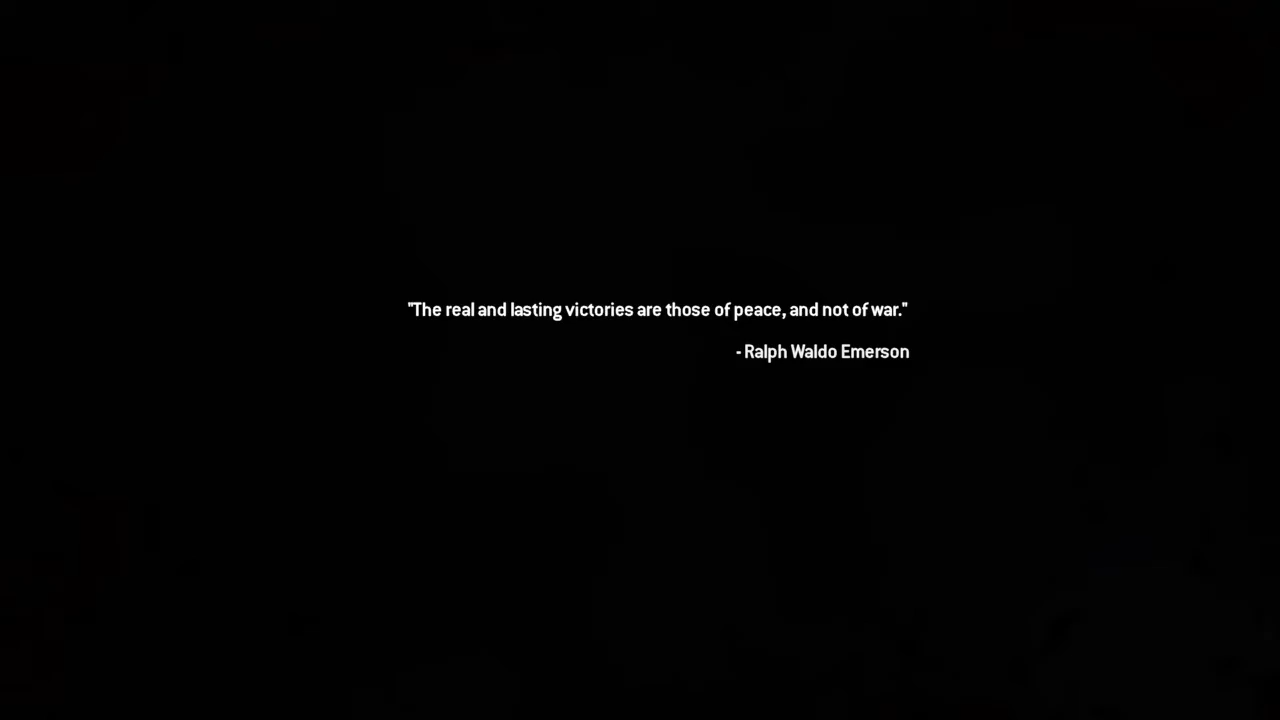 "The real and lasting victories are those of peace, and not of war."
- Ralph Waldo Emerson